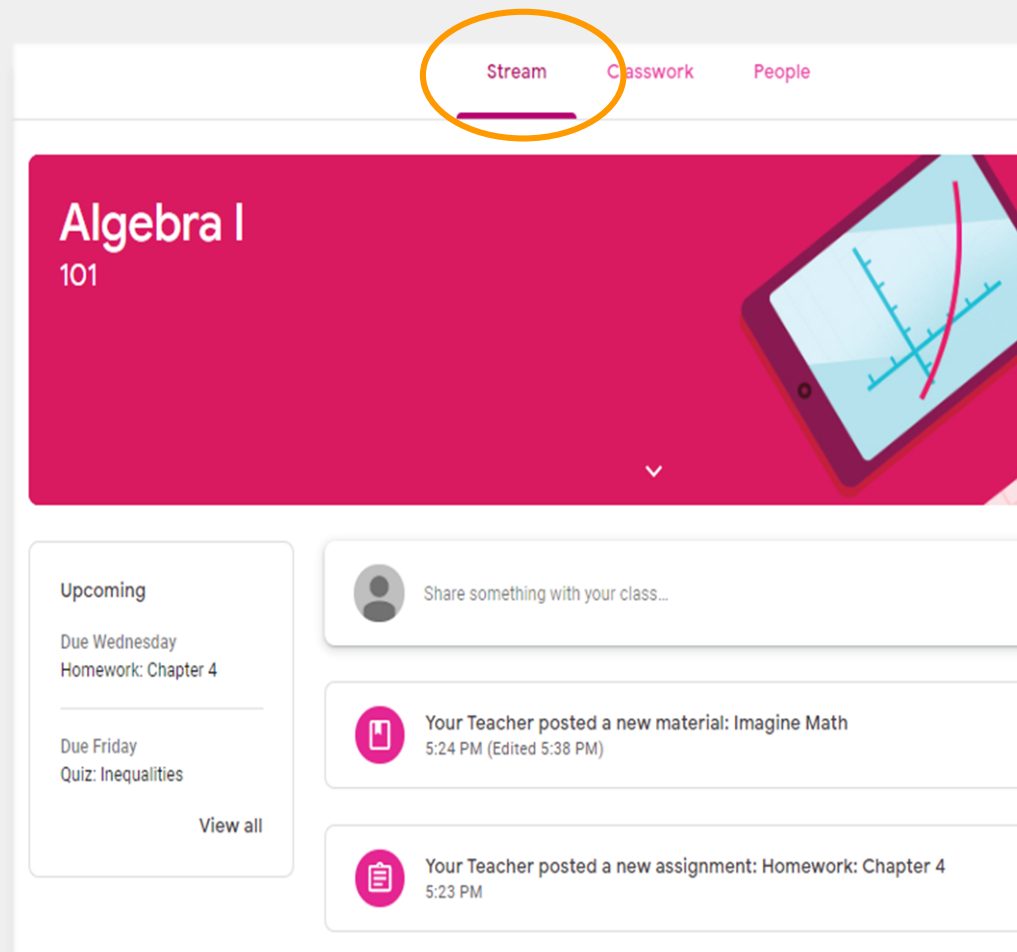 Stream
Classwork
People
Algebra I
101
Upcoming
Due Wednesday
Homework: Chapter 4
Due Friday
Quiz: Inequalities
View all
Share something with your class...
Your Teacher posted a new material: Imagine Math
5:24 PM (Edited 5:38 PM)
Your Teacher posted a new assignment: Homework: Chapter 4
5:23 PM